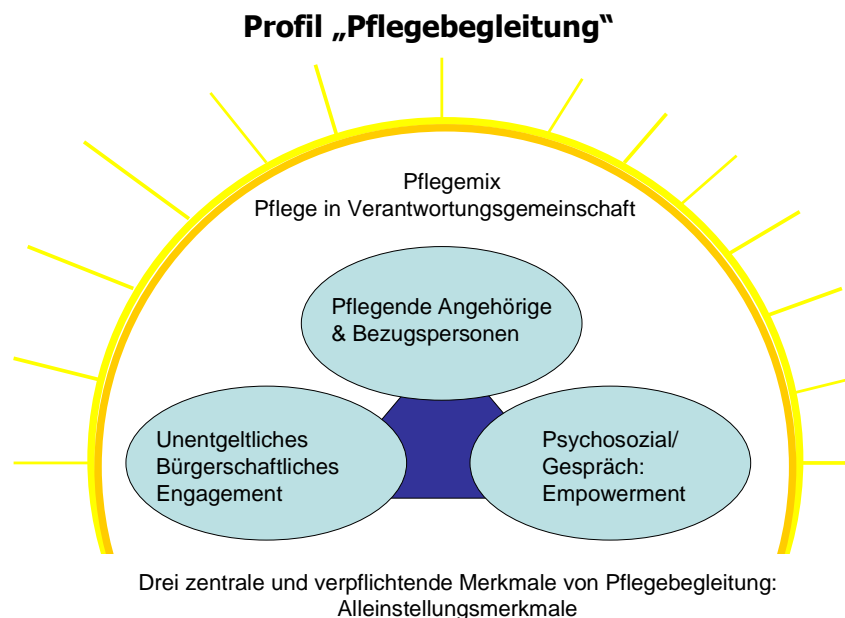 Profil „Pflegebegleitung“
Pflegemix
Pflege in Verantwortungsgemeinschaft
Pflegende Angehörige
& Bezugspersonen
Unentgeltliches
Bürgerschaftliches
Engagement
Psychosozial/
Gespräch:
Empowerment
Drei zentrale und verpflichtende Merkmale von Pflegebegleitung:
Alleinstellungsmerkmale